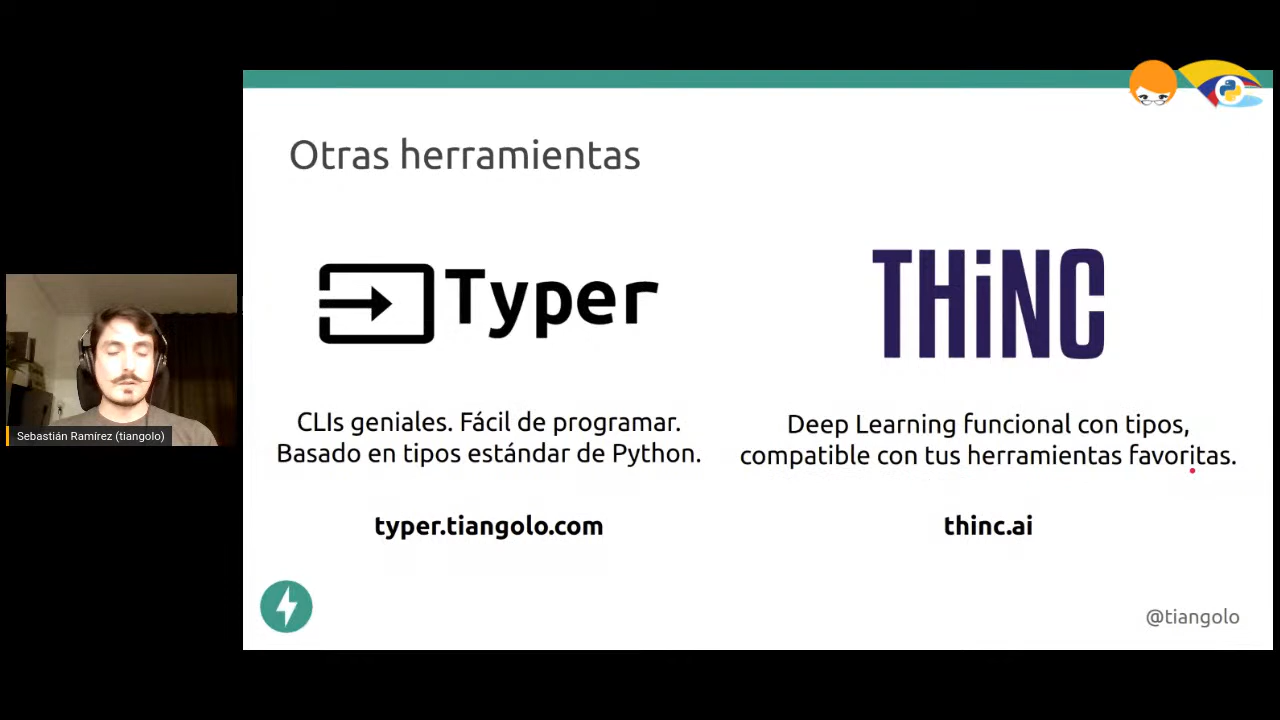 Otras herramientas
Typer
THiNC
CLIs geniales. Fácil de programar.
Basado en tipos estándar de Python.
Deep Learning funcional con tipos,
compatible con tus herramientas favoritas.
typer.tiangolo.com
thinc.ai
Sebastián Ramírez (tiangolo)
@tiangolo